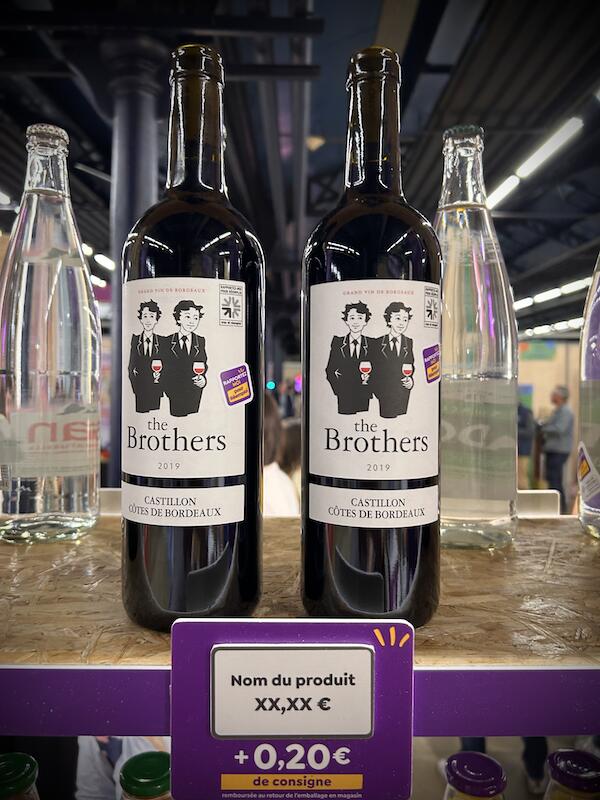 GRAND VIN DE BORDEAUX
the
Brothers
2019
CASTILLON
CÔTES DE BORDEAUX
RAPPORTEZ
MOI
GRAND VIN DE BORDEAUX
the
Brothers
2019
CASTILLON
CÔTES DE BORDEAUX
Nom du produit
XX,XX €
+0,20€
de consigne
remboursée au retour de l'emballage en magasin